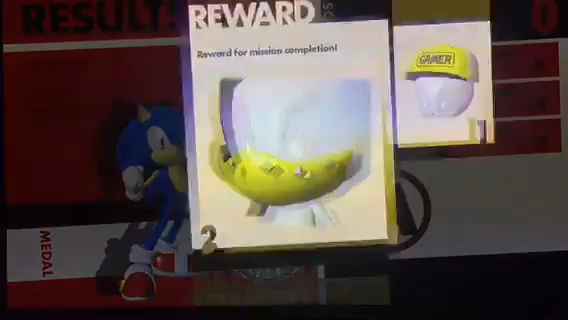 RESULT:
REWARD
Reward for mission completion!
GAMER
0
2
MEDAL